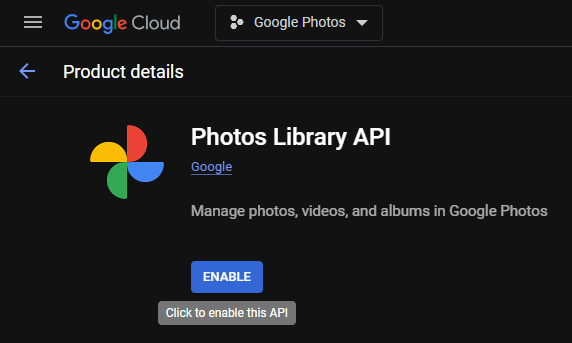 Google Cloud
Google Photos
Product details
Photos Library API
Google
Manage photos, videos, and albums in Google Photos
ENABLE
Click to enable this API